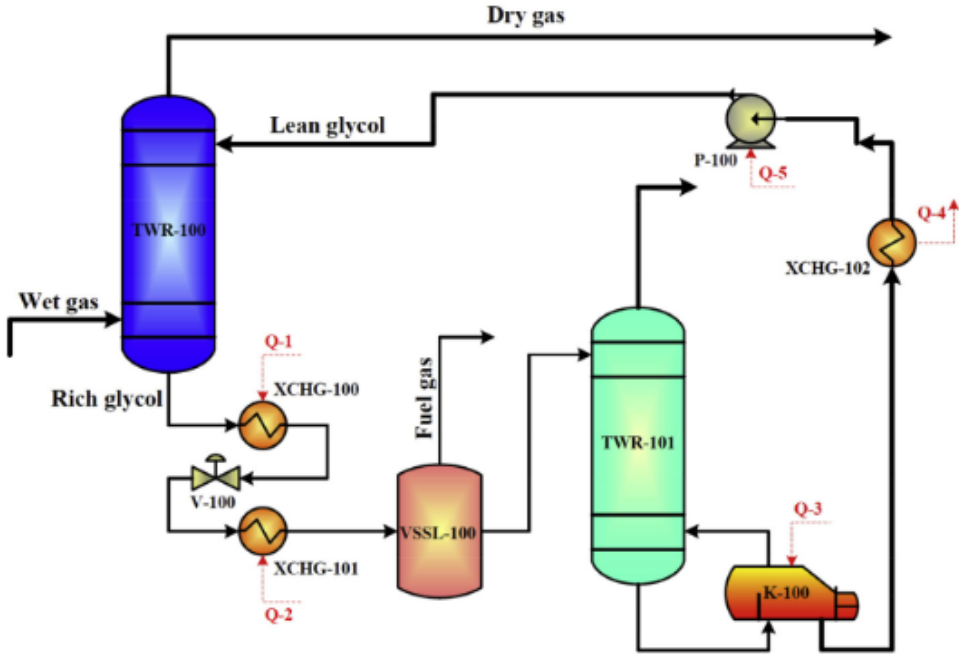 Dry gas
Lean glycol
P-100
Q-5
Q-4
TWR-100
XCHG-102
Wet gas
Q-1
XCHG-100
Rich glycol
Fuel gas
TWR-101
V-100
VSSL-100
Q-3
XCHG-101
K-100
Q-2